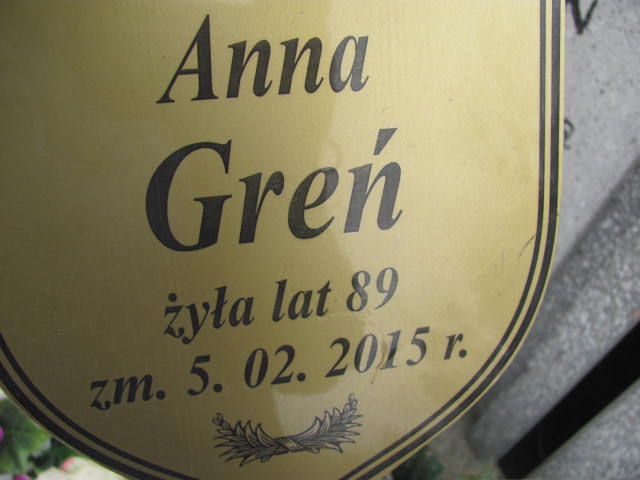 Anna
Greń
żyła lat 89
zm. 5. 02. 2015 r.